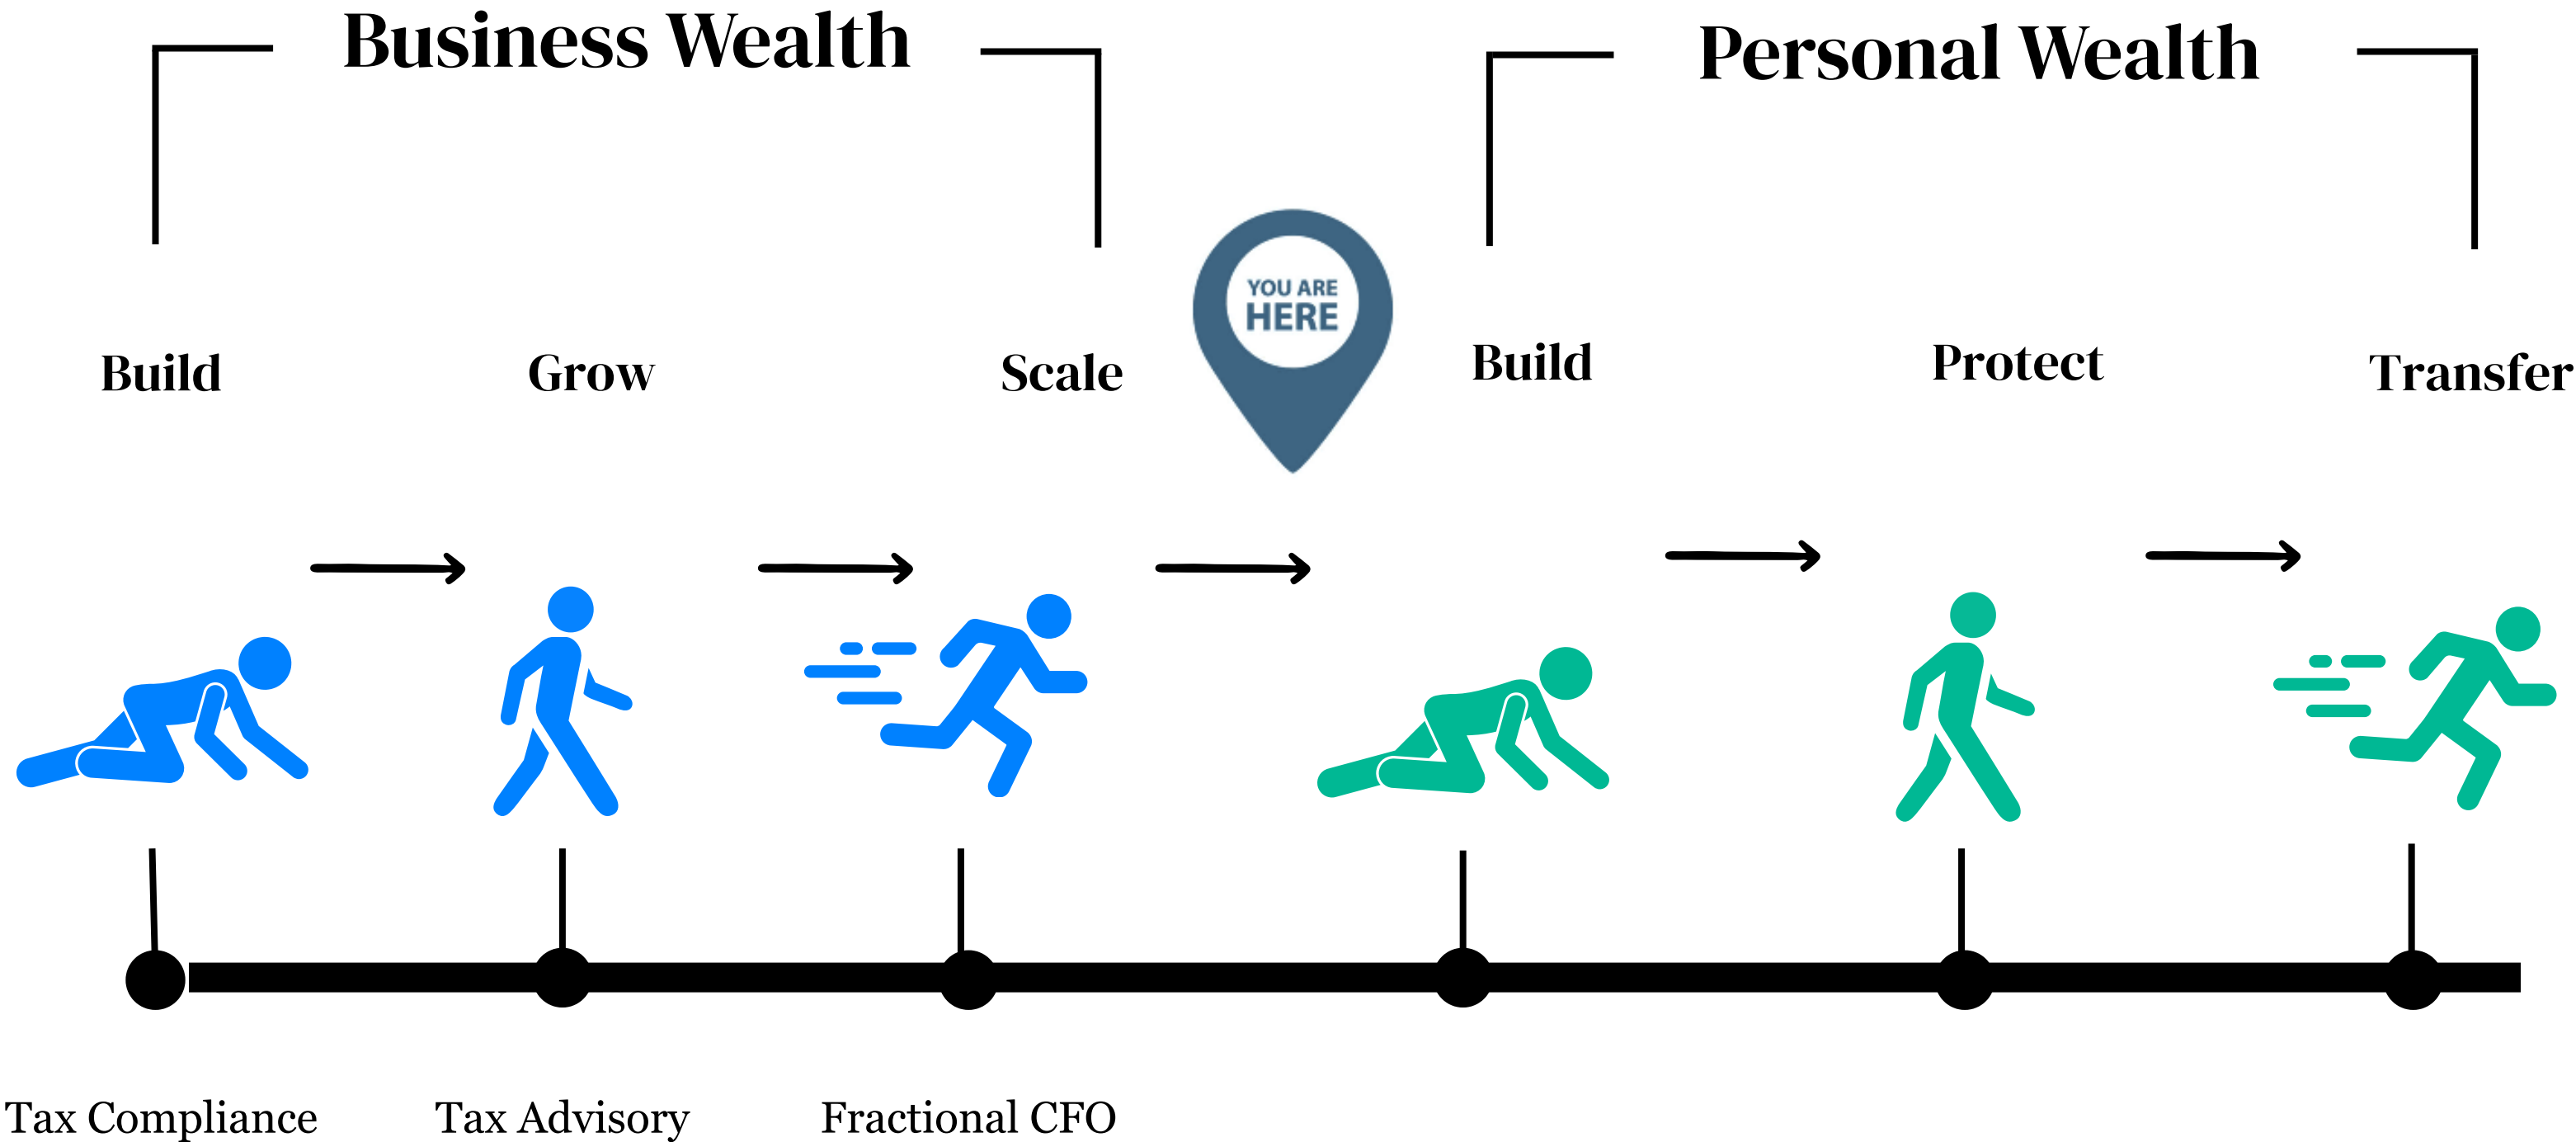 Business Wealth
Personal Wealth
YOU ARE
HERE
Build
Grow
Scale
Build
Protect
Transfer
Tax Compliance
Tax Advisory
Fractional CFO